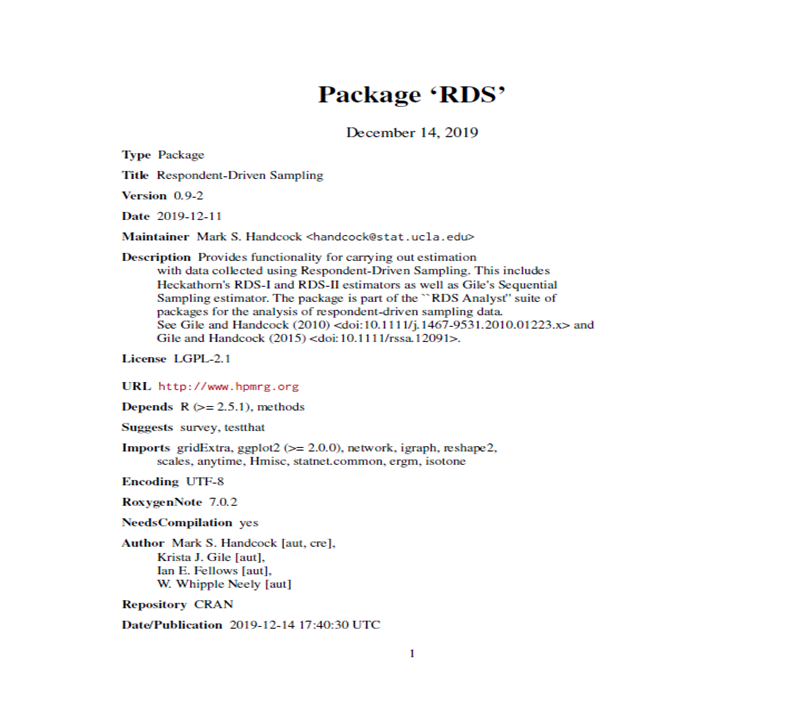 Package ‘RDS’
December 14, 2019
Type Package
Title Respondent-Driven Sampling
Version 0.9-2
Date 2019-12-11
Maintainer Mark S. Handcock <handcock@stat.ucla.edu>
Description Provides functionality for carrying out estimation
with data collected using Respondent-Driven Sampling. This includes
Heckathorn's RDS-I and RDS-II estimators as well as Gile's Sequential
Sampling estimator. The package is part of the ``RDS Analyst'' suite of
packages for the analysis of respondent-driven sampling data.
See Gile and Handcock (2010) <doi:10.1111/j.1467-9531.2010.01223.x> and
Gile and Handcock (2015) <doi:10.1111/rssa.12091>.
License LGPL-2.1
URL http://www.hpmrg.org
Depends R (>= 2.5.1), methods
Suggests survey, testthat
Imports gridExtra, ggplot2 (>= 2.0.0), network, igraph, reshape2,
scales, anytime, Hmisc, statnet.common, ergm, isotone
Encoding UTF-8
RoxygenNote 7.0.2
NeedsCompilation yes
Author Mark S. Handcock [aut, cre],
Krista J. Gile [aut],
Ian E. Fellows [aut],
W. Whipple Neely [aut]
Repository CRAN
Date/Publication 2019-12-14 17:40:30 UTC
1